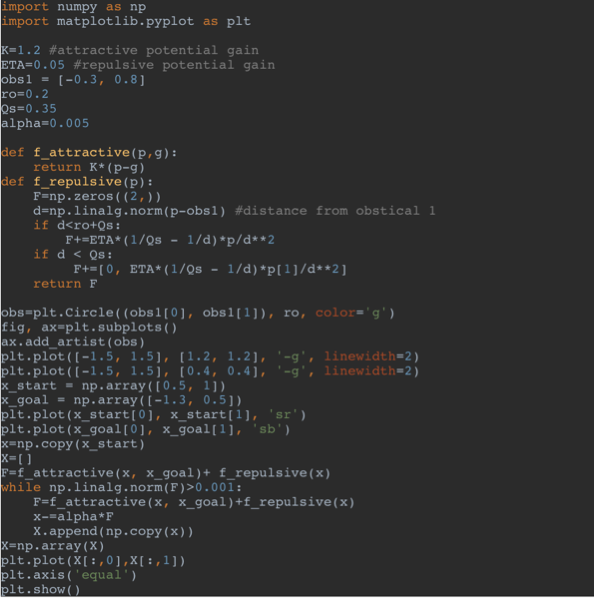 import numpy as np
import matplotlib.pyplot as plt
K=1.2 #attractive potential gain
ETA=0.05 #repulsive potential gain
obs1 = [-0.3, 0.8]
ro=0.2
Qs=0.35
alpha=0.005
def f_attractive(p,g):
    return K*(p-g)
def f_repulsive(p):
    F=np.zeros((2,))
    d=np.linalg.norm(p-obs1) #distance from obstical 1
    if d<ro+Qs:
        F+=ETA*(1/Qs - 1/d)*p/d**2
    if d < Qs:
        F+=[0, ETA*(1/Qs - 1/d)*p[1]/d**2]
    return F
obs=plt.Circle((obs1[0], obs1[1]), ro, color='g')
fig, ax=plt.subplots()
ax.add_artist(obs)
plt.plot([-1.5, 1.5], [1.2, 1.2], '-g', linewidth=2)
plt.plot([-1.5, 1.5], [0.4, 0.4], '-g', linewidth=2)
x_start = np.array([0.5, 1])
x_goal = np.array([-1.3, 0.5])
plt.plot(x_start[0], x_start[1], 'sr')
plt.plot(x_goal[0], x_goal[1], 'sb')
x=np.copy(x_start)
X=[]
F=f_attractive(x, x_goal)+ f_repulsive(x)
while np.linalg.norm(F)>0.001:
    F=f_attractive(x, x_goal)+f_repulsive(x)
    x-=alpha*F
    X.append(np.copy(x))
X=np.array(X)
plt.plot(X[:,0],X[:,1])
plt.axis('equal')
plt.show()